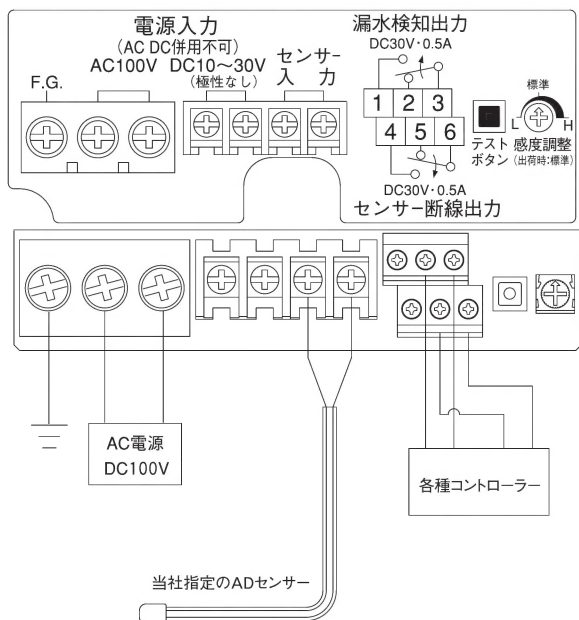 電源入力
(AC DC併用不可)
F.G.
AC100V
DC10～30V
(極性なし)
センサー
入力
漏水検知出力
DC30V・0.5A
1 2 3
4 5 6
DC30V・0.5A
センサー断線出力
テスト
ボタン
標準
L H
感度調整
(出荷時:標準)
AC電源
DC100V
各種コントローラー
当社指定のADセンサー